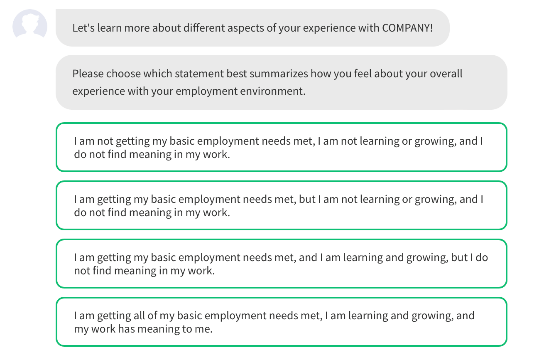 Let's learn more about different aspects of your experience with COMPANY!
Please choose which statement best summarizes how you feel about your overall
experience with your employment environment.
I am not getting my basic employment needs met, I am not learning or growing, and I
do not find meaning in my work.
I am getting my basic employment needs met, but I am not learning or growing, and I
do not find meaning in my work.
I am getting my basic employment needs met, and I am learning and growing, but I do
not find meaning in my work.
I am getting all of my basic employment needs met, I am learning and growing, and
my work has meaning to me.